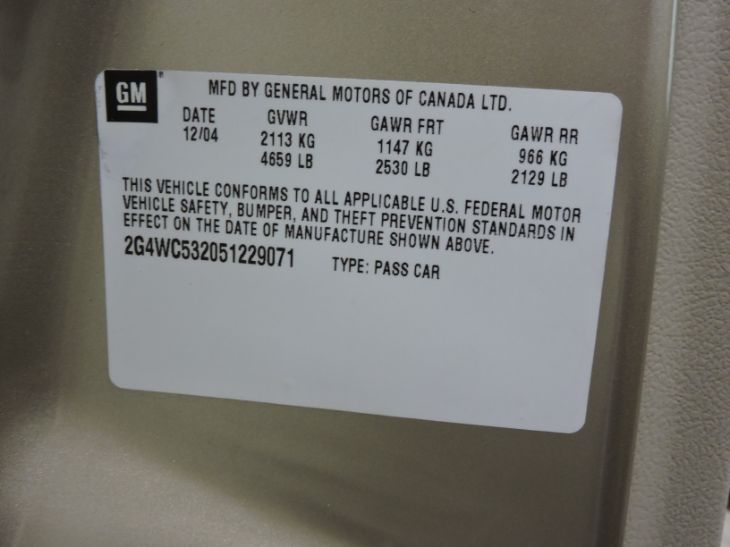 GM® MFD BY GENERAL MOTORS OF CANADA LTD.
DATE GVWR GAWR FRT GAWR RR
12/04 2113 KG 1147 KG 966 KG
4659 LB 2530 LB 2129 LB
THIS VEHICLE CONFORMS TO ALL APPLICABLE U.S. FEDERAL MOTOR
VEHICLE SAFETY, BUMPER, AND THEFT PREVENTION STANDARDS IN
EFFECT ON THE DATE OF MANUFACTURE SHOWN ABOVE.
2G4WC532051229071 TYPE: PASS CAR